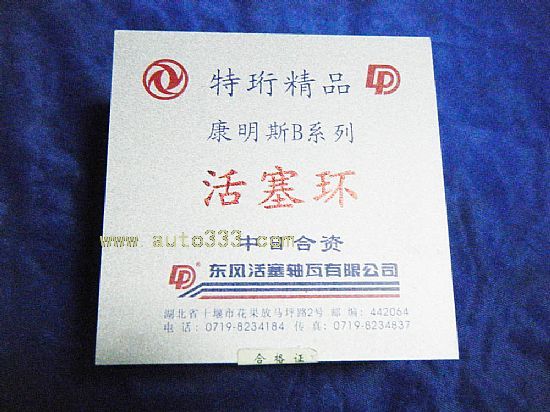 特珩精品
DP
康明斯B系列
活塞环
www.auto333.com
中日合资
DP® 东风活塞轴瓦有限公司
湖北省十堰市花果放马坪路2号 邮编: 442064
电话: 0719-8234184 传真: 0719-8234837
合格证